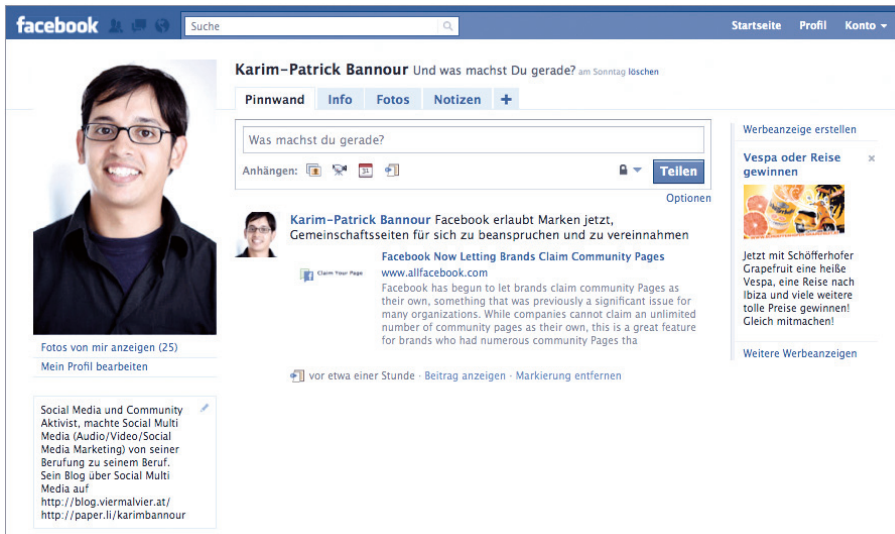 facebook
Suche
Startseite Profil Konto
Karim-Patrick Bannour Und was machst Du gerade? am Sonntag löschen
Pinnwand Info Fotos Notizen +
Was machst du gerade?
Anhängen: 31 Teilen
Optionen
Karim-Patrick Bannour Facebook erlaubt Marken jetzt,
Gemeinschaftsseiten für sich zu beanspruchen und zu vereinnahmen
Claim Your Page
Facebook Now Letting Brands Claim Community Pages
www.allfacebook.com
Facebook has begun to let brands claim community Pages as
their own, something that was previously a significant issue for
many organizations. While companies cannot claim an unlimited
number of community pages as their own, this is a great feature
for brands who had numerous community Pages tha
vor etwa einer Stunde · Beitrag anzeigen · Markierung entfernen
Fotos von mir anzeigen (25)
Mein Profil bearbeiten
Social Media und Community
Aktivist, machte Social Multi
Media (Audio/Video/Social
Media Marketing) von seiner
Berufung zu seinem Beruf.
Sein Blog über Social Multi
Media auf
http://blog.viermalvier.at/
http://paper.li/karimbannour
Werbeanzeige erstellen
Vespa oder Reise
gewinnen
Jetzt mit Schöfferhofer
Grapefruit eine heiße
Vespa, eine Reise nach
Ibiza und viele weitere
tolle Preise gewinnen!
Gleich mitmachen!
Weitere Werbeanzeigen